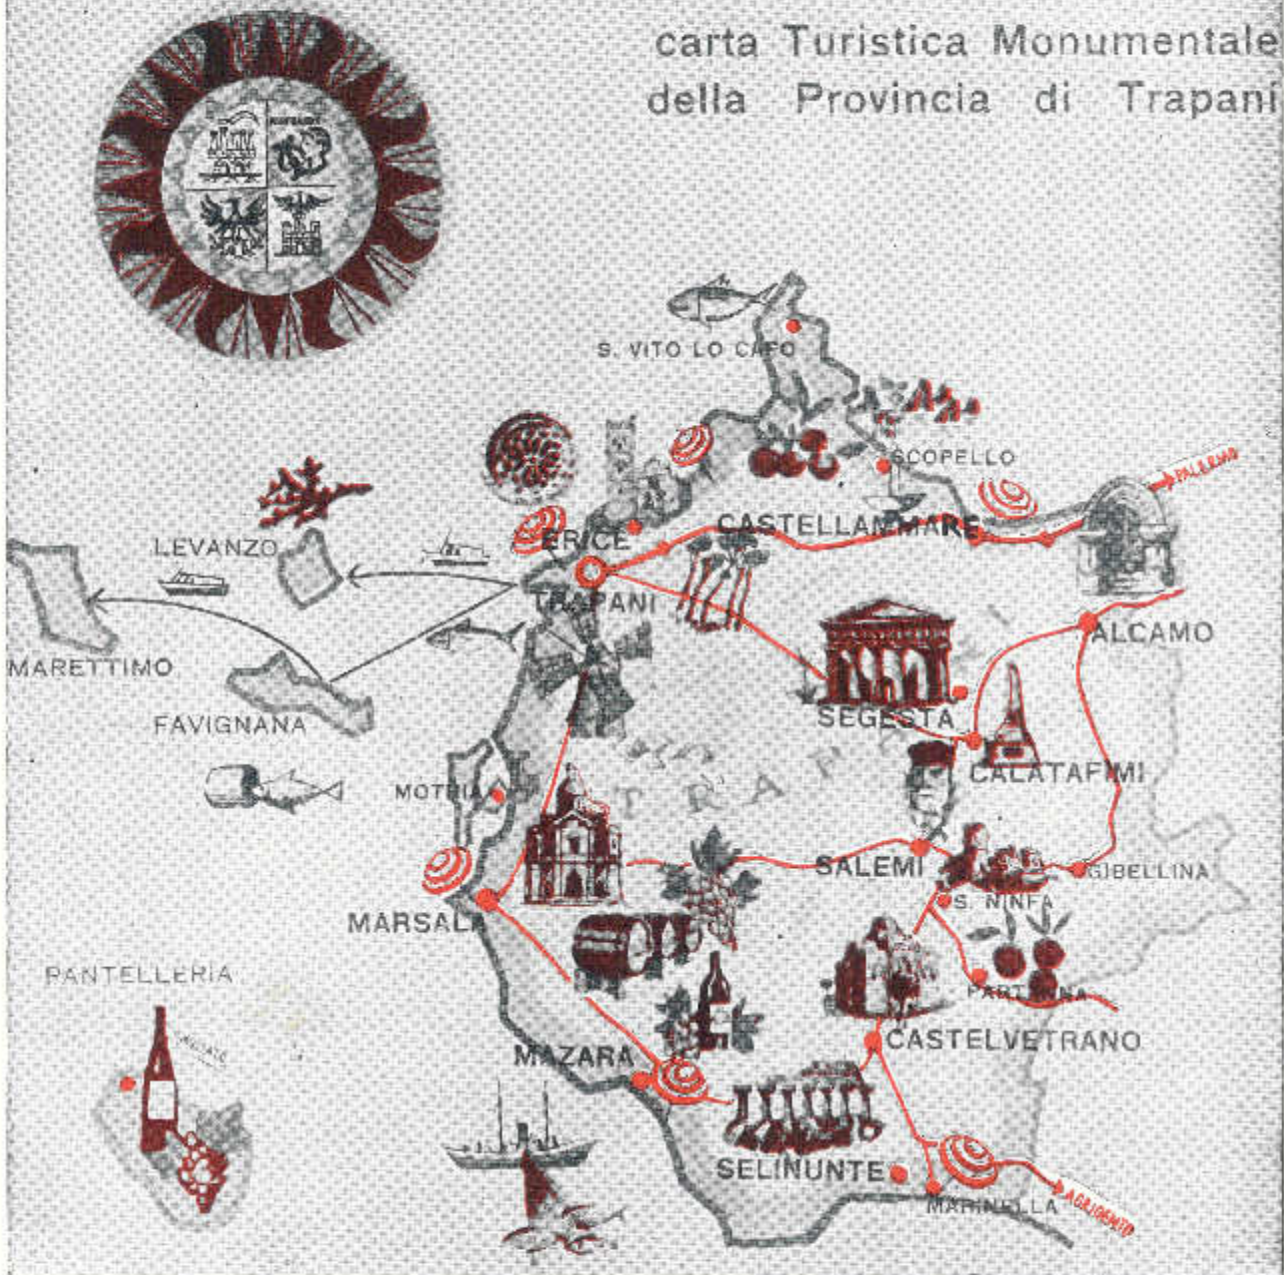 carta Turistica Monumentale
della Provincia di Trapani
S. VITO LO CAPO
SCOPELLO
PALERMO
CASTELLAMMARE
ERICE
LEVANZO
TRAPANI
ALCAMO
MARETTIMO
FAVIGNANA
SEGESTA
CALATAFIMI
MOTHIA
T R A P
SALEMI
GIBELLINA
S. NINFA
MARSALA
PANTELLERIA
PARTANNA
CASTELVETRANO
MAZARA
SELINUNTE
MARINELLA
AGRIGENTO